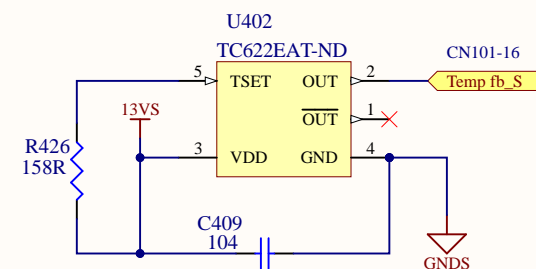 U402
TC622EAT-ND
CN101-16
5 TSET OUT 2
Temp fb_S
13VS
OUT 1
R426
158R
3 VDD GND 4
C409
104
GNDS